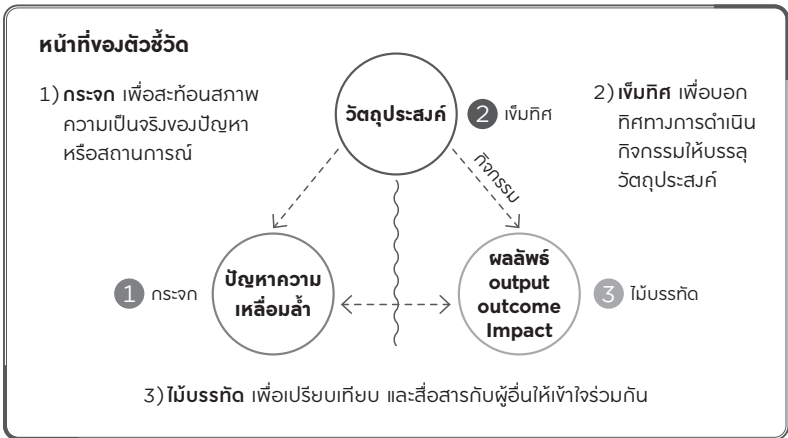 หน้าที่ของตัวชี้วัด
1) กระจก เพื่อสะท้อนสภาพ
ความเป็นจริงของปัญหา
หรือสถานการณ์
วัตถุประสงค์
2 เข็มทิศ
2) เข็มทิศ เพื่อบอก
ทิศทางการดำเนิน
กิจกรรมให้บรรลุ
วัตถุประสงค์
กิจกรรม
1 กระจก
ปัญหาความ
เหลื่อมล้ำ
ผลลัพธ์
output
outcome
Impact
3 ไม้บรรทัด
3) ไม้บรรทัด เพื่อเปรียบเทียบ และสื่อสารกับผู้อื่นให้เข้าใจร่วมกัน